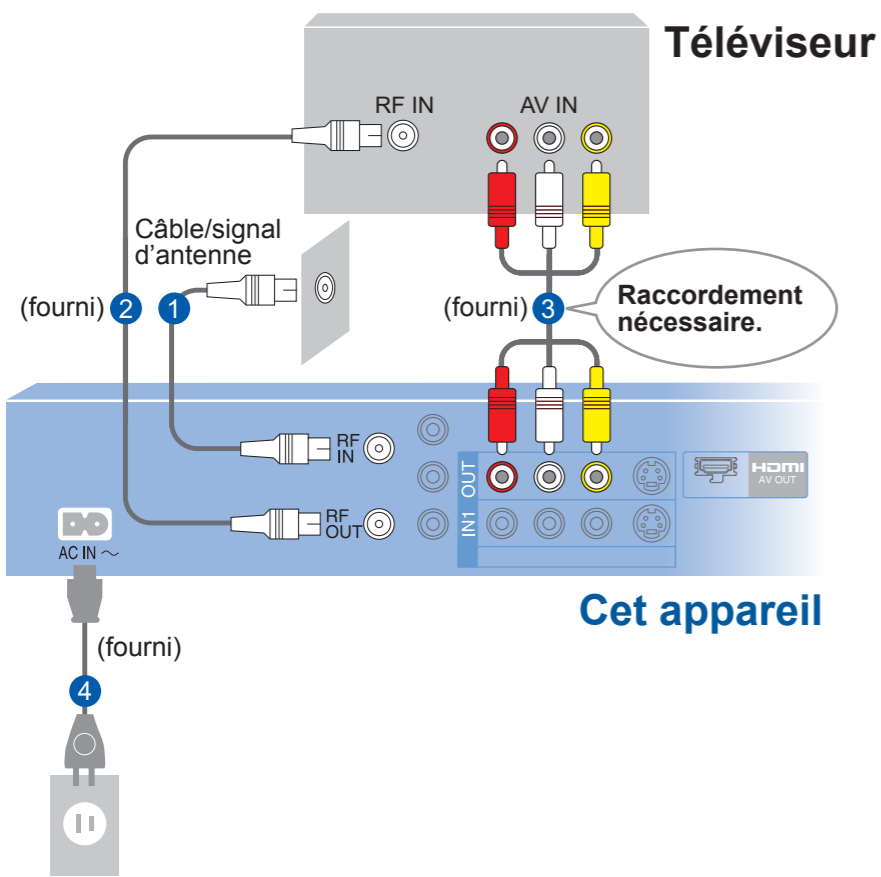 Téléviseur
RF IN
AV IN
Câble/signal
d'antenne
(fourni) 2
1
(fourni) 3
Raccordement
nécessaire.
RF
IN
OUT
HDMI
AV OUT
RF
OUT
IN1
AC IN ~
Cet appareil
(fourni)
4